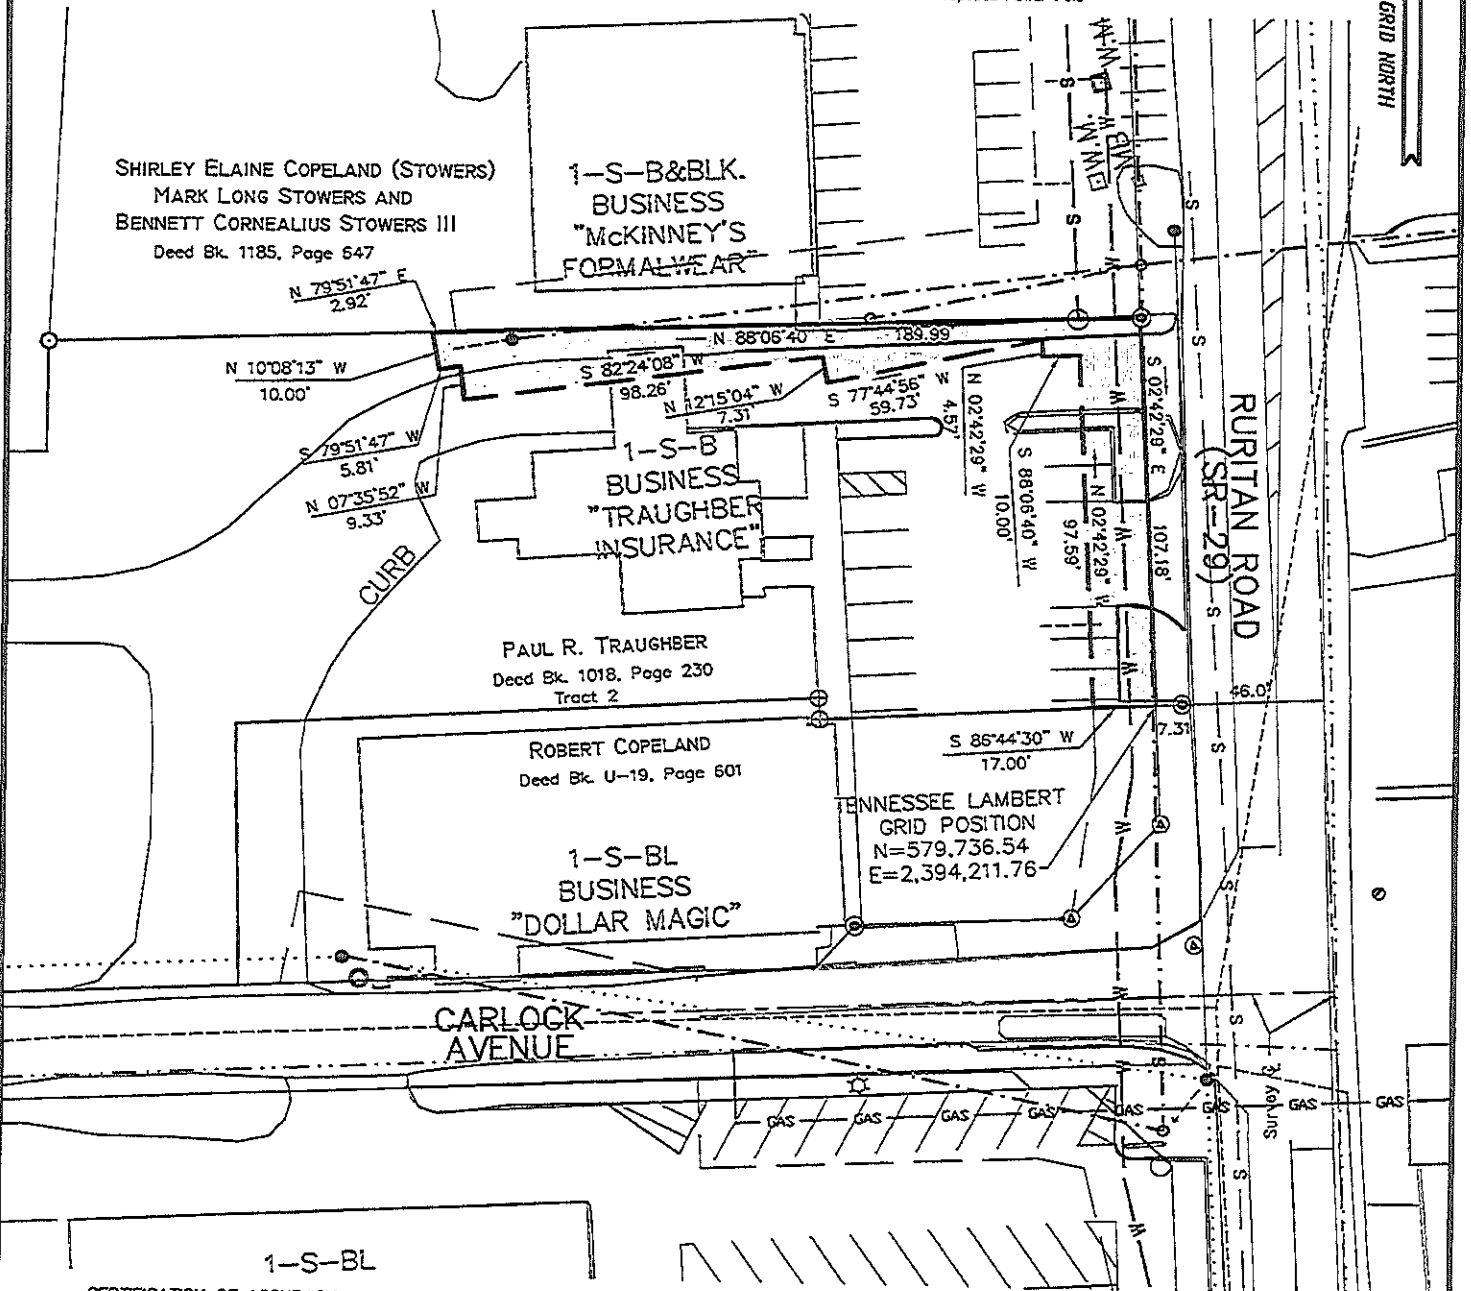 GRID NORTH
SHIRLEY ELAINE COPELAND (STOWERS)
MARK LONG STOWERS AND
BENNETT CORNEALIUS STOWERS III
Deed Bk. 1185, Page 647
1-S-B&BLK.
BUSINESS
"McKINNEY'S
FORMALWEAR"
W.M.
W.M.
MB
N 79°51'47" E
2.92'
N 10°08'13" W
10.00'
N 88°06'40" E 189.99'
S 82°24'08" W
98.26'
N 12°15'04" W
7.31'
S 77°44'56" W
59.73'
N 02°42'29" W
4.57'
S 88°06'40" W
10.00'
N 02°42'29" W
97.59'
S 02°42'29" E
107.18'
S 79°51'47" W
5.81'
N 07°35'52" W
9.33'
CURB
1-S-B
BUSINESS
"TRAUGHBER
INSURANCE"
RURITAN ROAD
(SR-29)
PAUL R. TRAUGHBER
Deed Bk. 1018, Page 230
Tract 2
46.0'
7.31
S 86°44'30" W
17.00'
ROBERT COPELAND
Deed Bk. U-19, Page 601
TENNESSEE LAMBERT
GRID POSITION
N=579,736.54
E=2,394,211.76
1-S-BL
BUSINESS
"DOLLAR MAGIC"
CARLOCK
AVENUE
Survey
GAS GAS GAS GAS GAS GAS GAS GAS
S S S S S S S S S S S S
W W W W W W W
1-S-BL